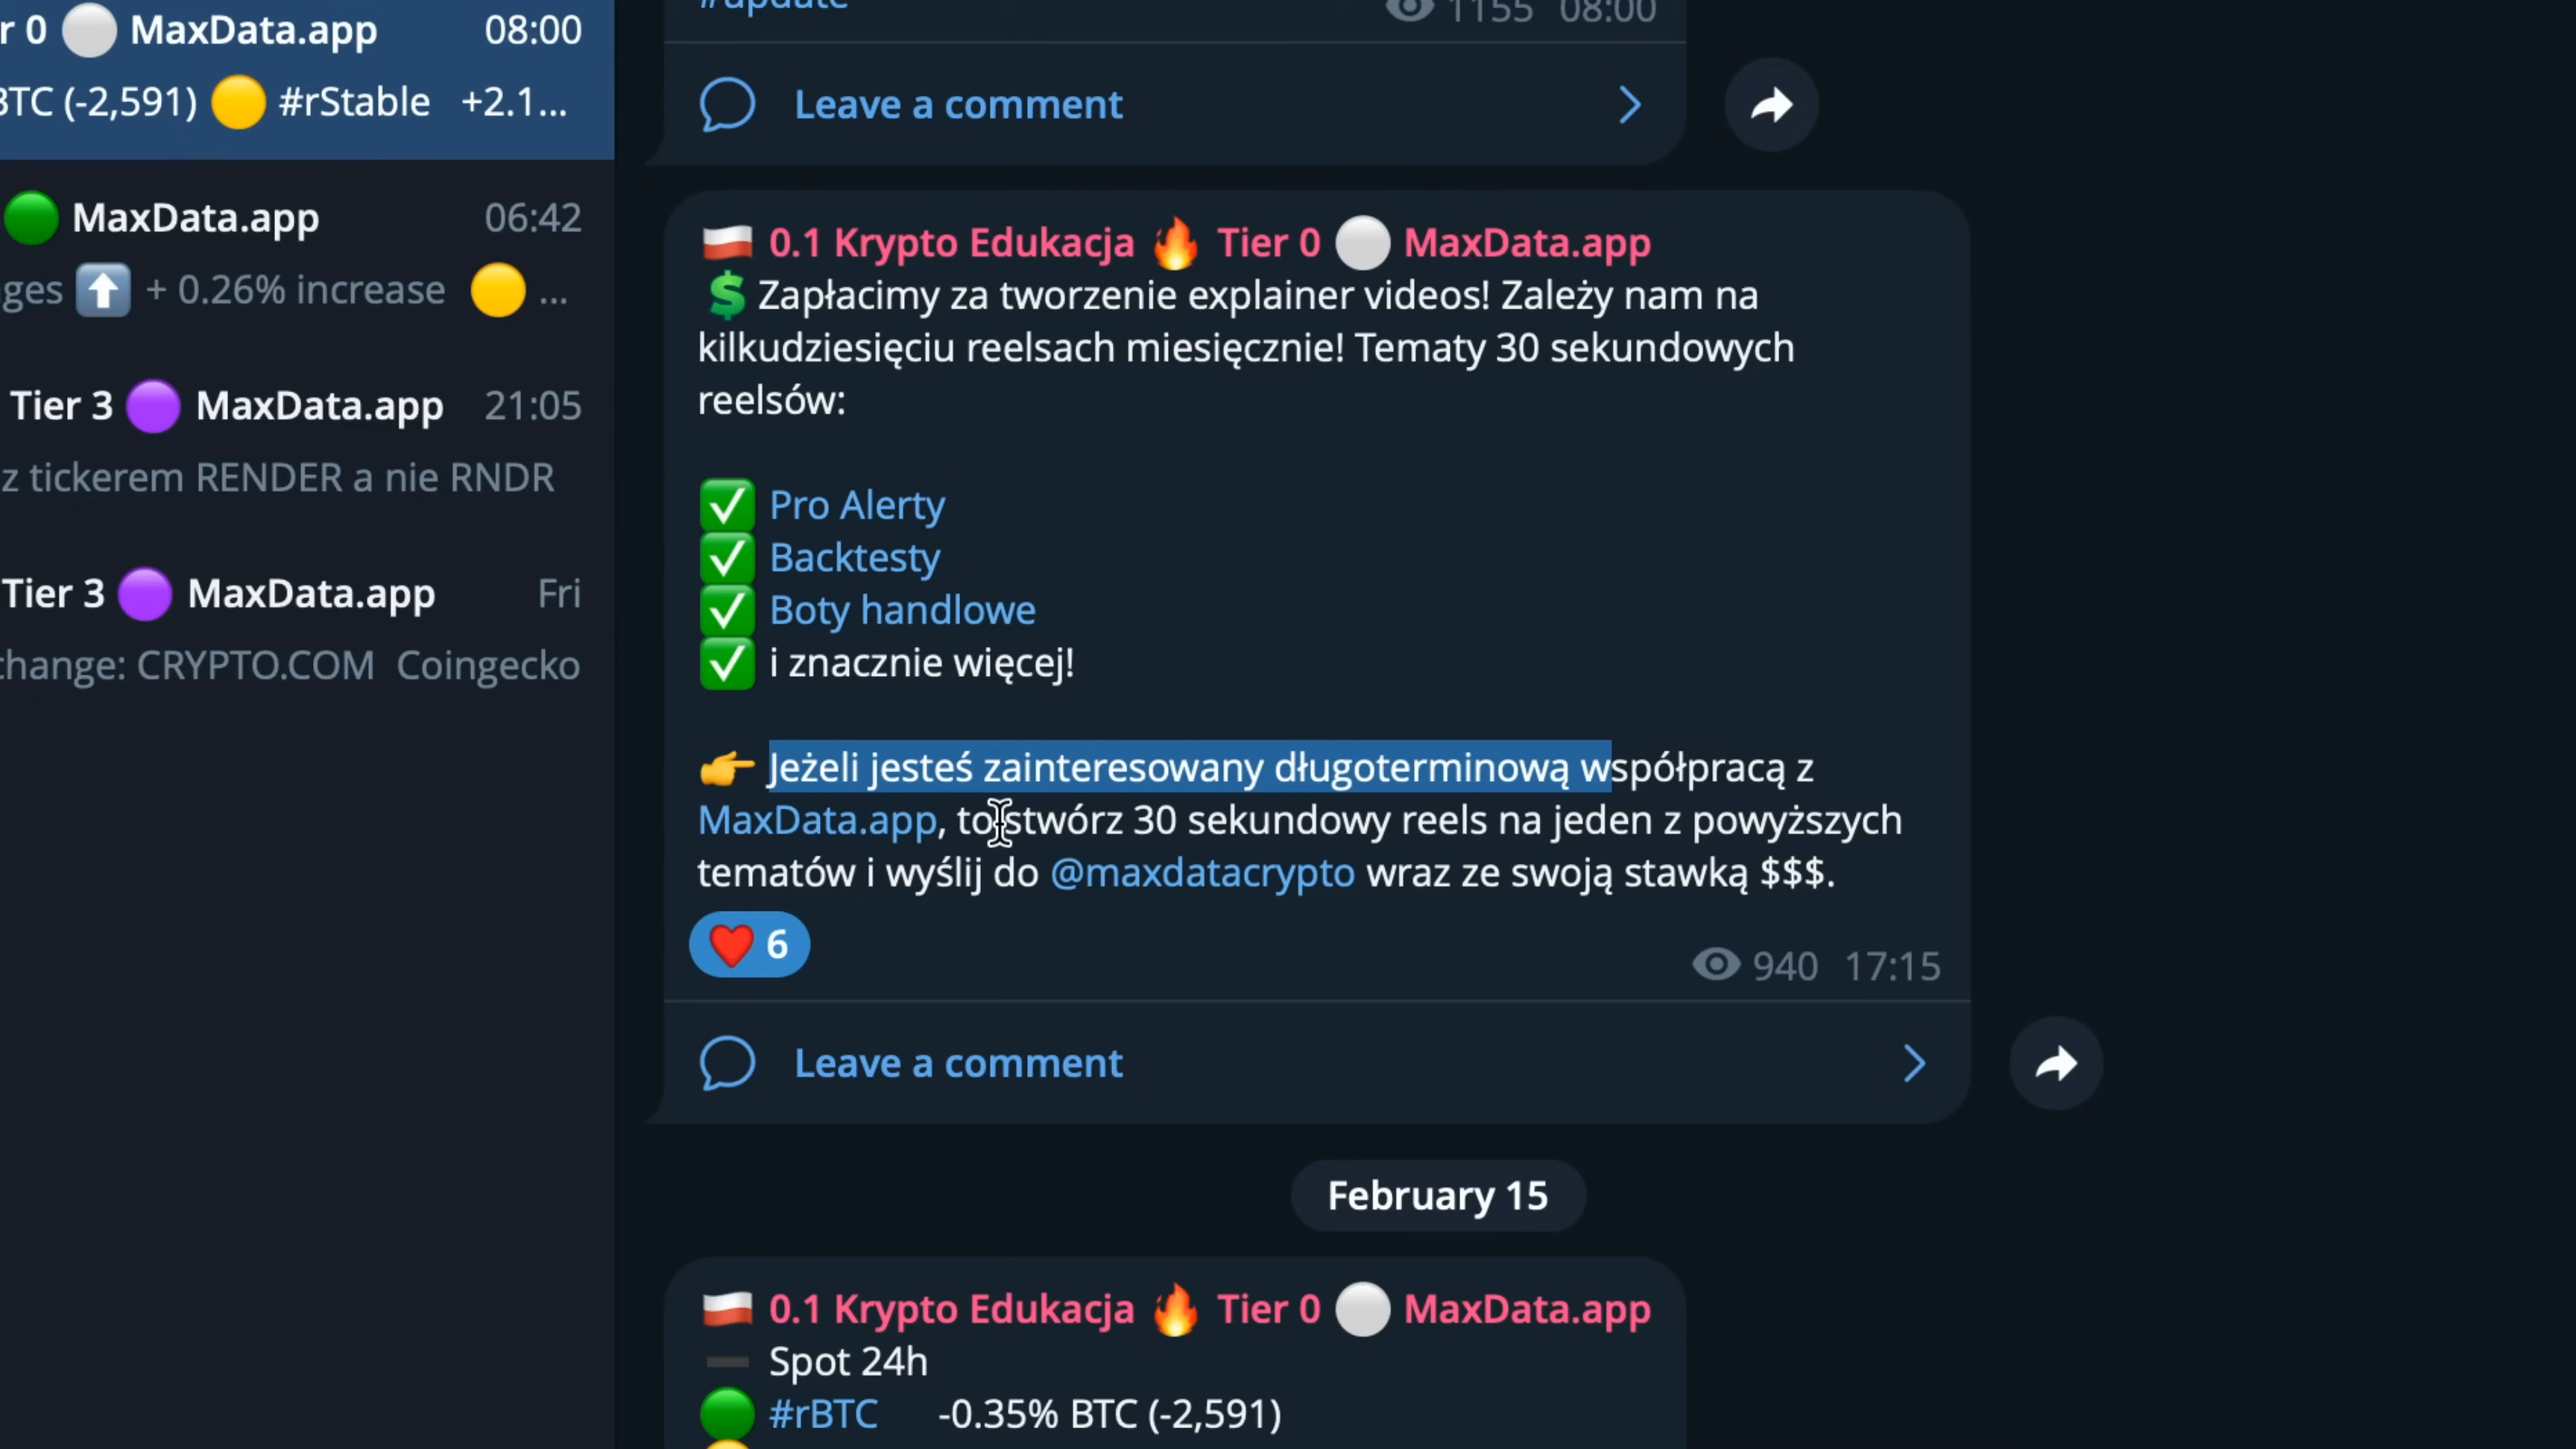 r 0 ⚪ MaxData.app 08:00
BTC (-2,591) 🟡 #rStable +2.1...
🟢 MaxData.app 06:42
ges ⬆️ + 0.26% increase 🟡 ...
Tier 3 🟣 MaxData.app 21:05
z tickerem RENDER a nie RNDR
Tier 3 🟣 MaxData.app Fri
change: CRYPTO.COM Coingecko
#update 1155 08:00
Leave a comment
🇵🇱 0.1 Krypto Edukacja 🔥 Tier 0 ⚪ MaxData.app
💲Zapłacimy za tworzenie explainer videos! Zależy nam na
kilkudziesięciu reelsach miesięcznie! Tematy 30 sekundowych
reelsów:
✅ Pro Alerty
✅ Backtesty
✅ Boty handlowe
✅ i znacznie więcej!
👉 Jeżeli jesteś zainteresowany długoterminową współpracą z
MaxData.app, to stwórz 30 sekundowy reels na jeden z powyższych
tematów i wyślij do @maxdatacrypto wraz ze swoją stawką $$$.
❤️ 6
940 17:15
Leave a comment
February 15
🇵🇱 0.1 Krypto Edukacja 🔥 Tier 0 ⚪ MaxData.app
➖ Spot 24h
🟢 #rBTC -0.35% BTC (-2,591)